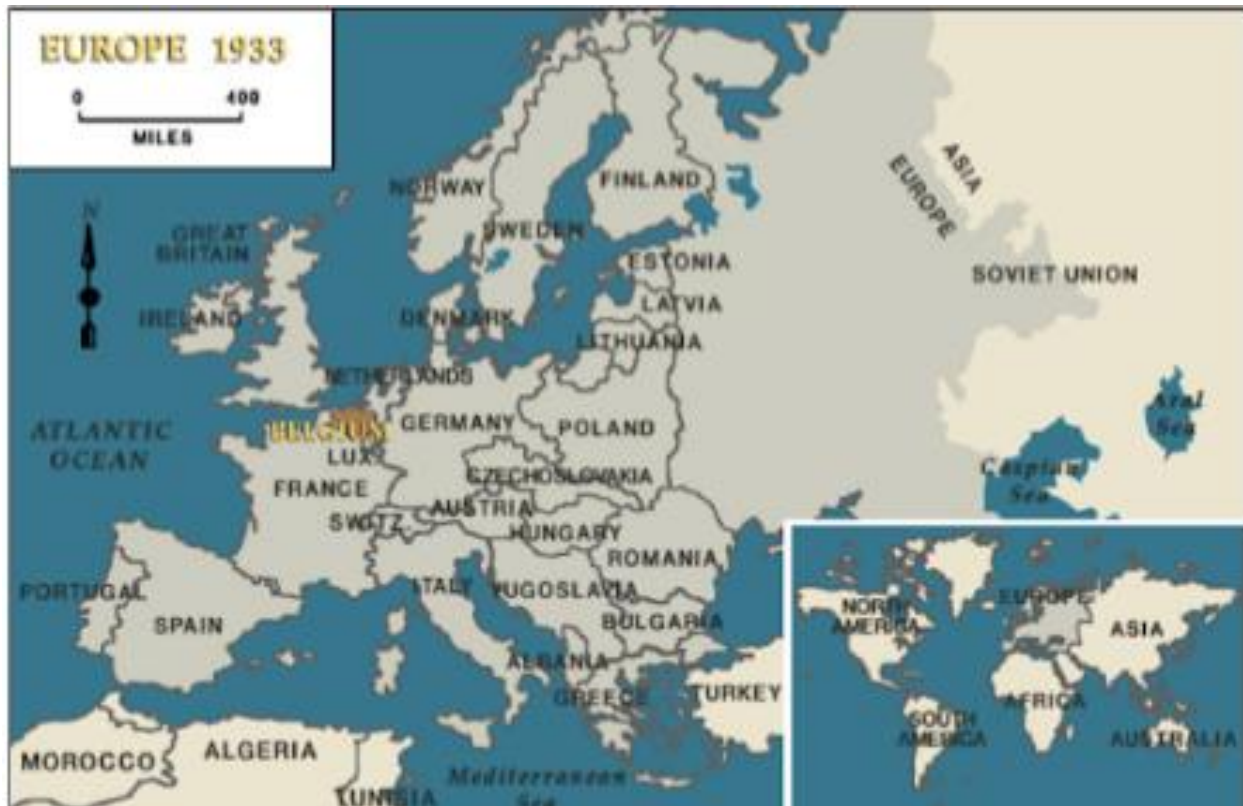 EUROPE 1933
0 400
MILES
N
NORWAY
FINLAND
ASIA
EUROPE
GREAT
BRITAIN
SWEDEN
ESTONIA
SOVIET UNION
IRELAND
DENMARK
LATVIA
LITHUANIA
NETHERLANDS
ATLANTIC
OCEAN
BELGIUM
GERMANY
POLAND
Aral
Sea
LUX.
CZECHOSLOVAKIA
Caspian
Sea
FRANCE
SWITZ.
AUSTRIA
HUNGARY
ROMANIA
PORTUGAL
SPAIN
ITALY
YUGOSLAVIA
BULGARIA
ALBANIA
GREECE
TURKEY
MOROCCO
ALGERIA
TUNISIA
Mediterranean
Sea
NORTH
AMERICA
EUROPE
ASIA
AFRICA
SOUTH
AMERICA
AUSTRALIA